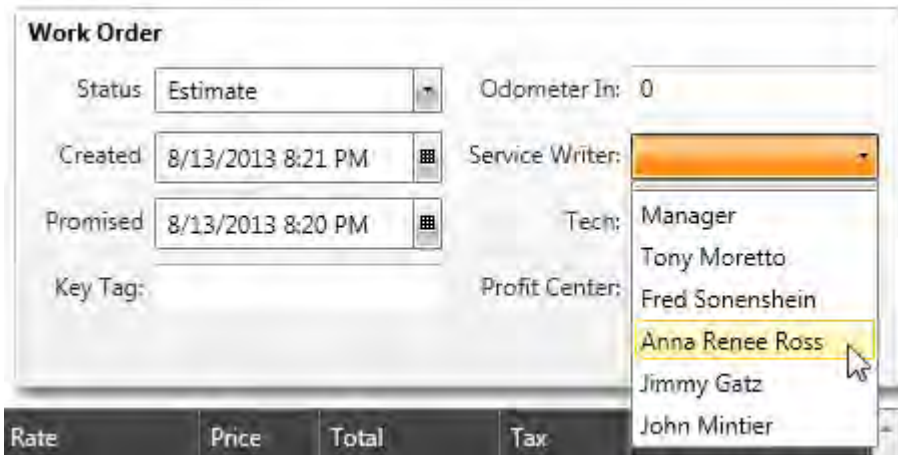 Work Order
Status Estimate Odometer In: 0
Created 8/13/2013 8:21 PM Service Writer:
Promised 8/13/2013 8:20 PM Tech: Manager
Tony Moretto
Key Tag: Profit Center: Fred Sonenshein
Anna Renee Ross
Jimmy Gatz
John Mintier
Rate Price Total Tax